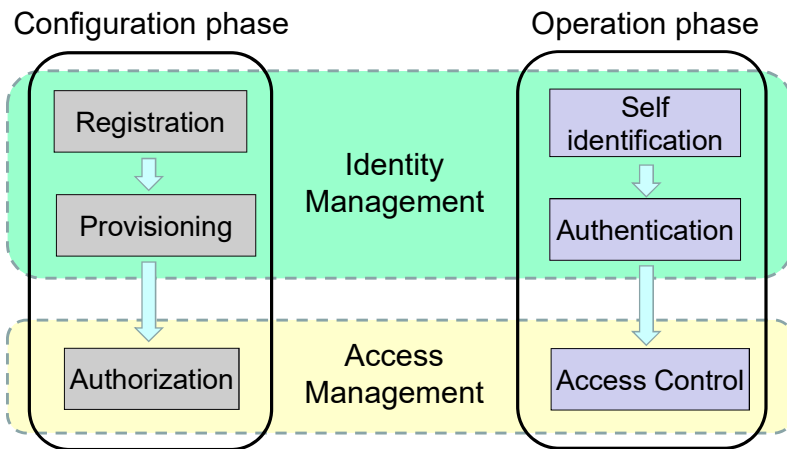 Configuration phase
Operation phase
Registration
Provisioning
Authorization
Identity
Management
Access
Management
Self
identification
Authentication
Access Control